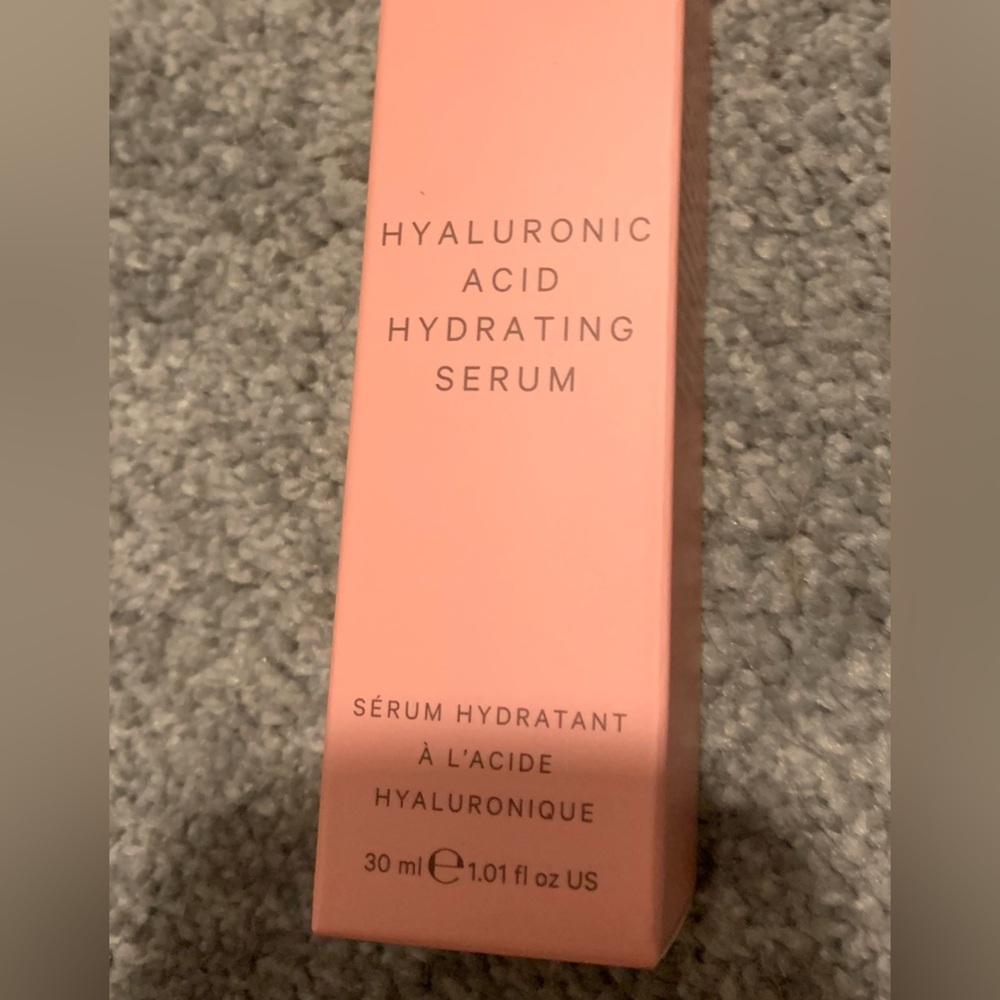 HYALURONIC
ACID
HYDRATING
SERUM
SÉRUM HYDRATANT
À L'ACIDE
HYALURONIQUE
30 ml ℮ 1.01 fl oz US